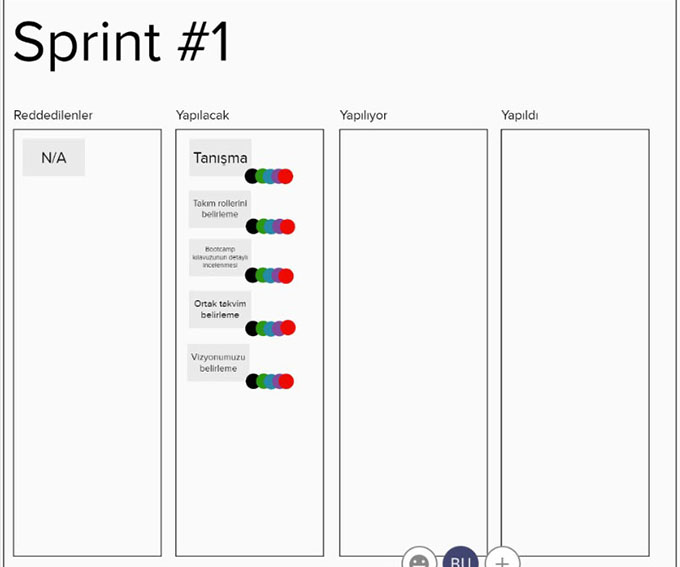 Sprint #1
Reddedilenler
Yapılacak
Yapılıyor
Yapıldı
N/A
Tanışma
Takım rollerini
belirleme
Bootcamp
kılavuzunun detaylı
incelenmesi
Ortak takvim
belirleme
Vizyonumuzu
belirleme
BU